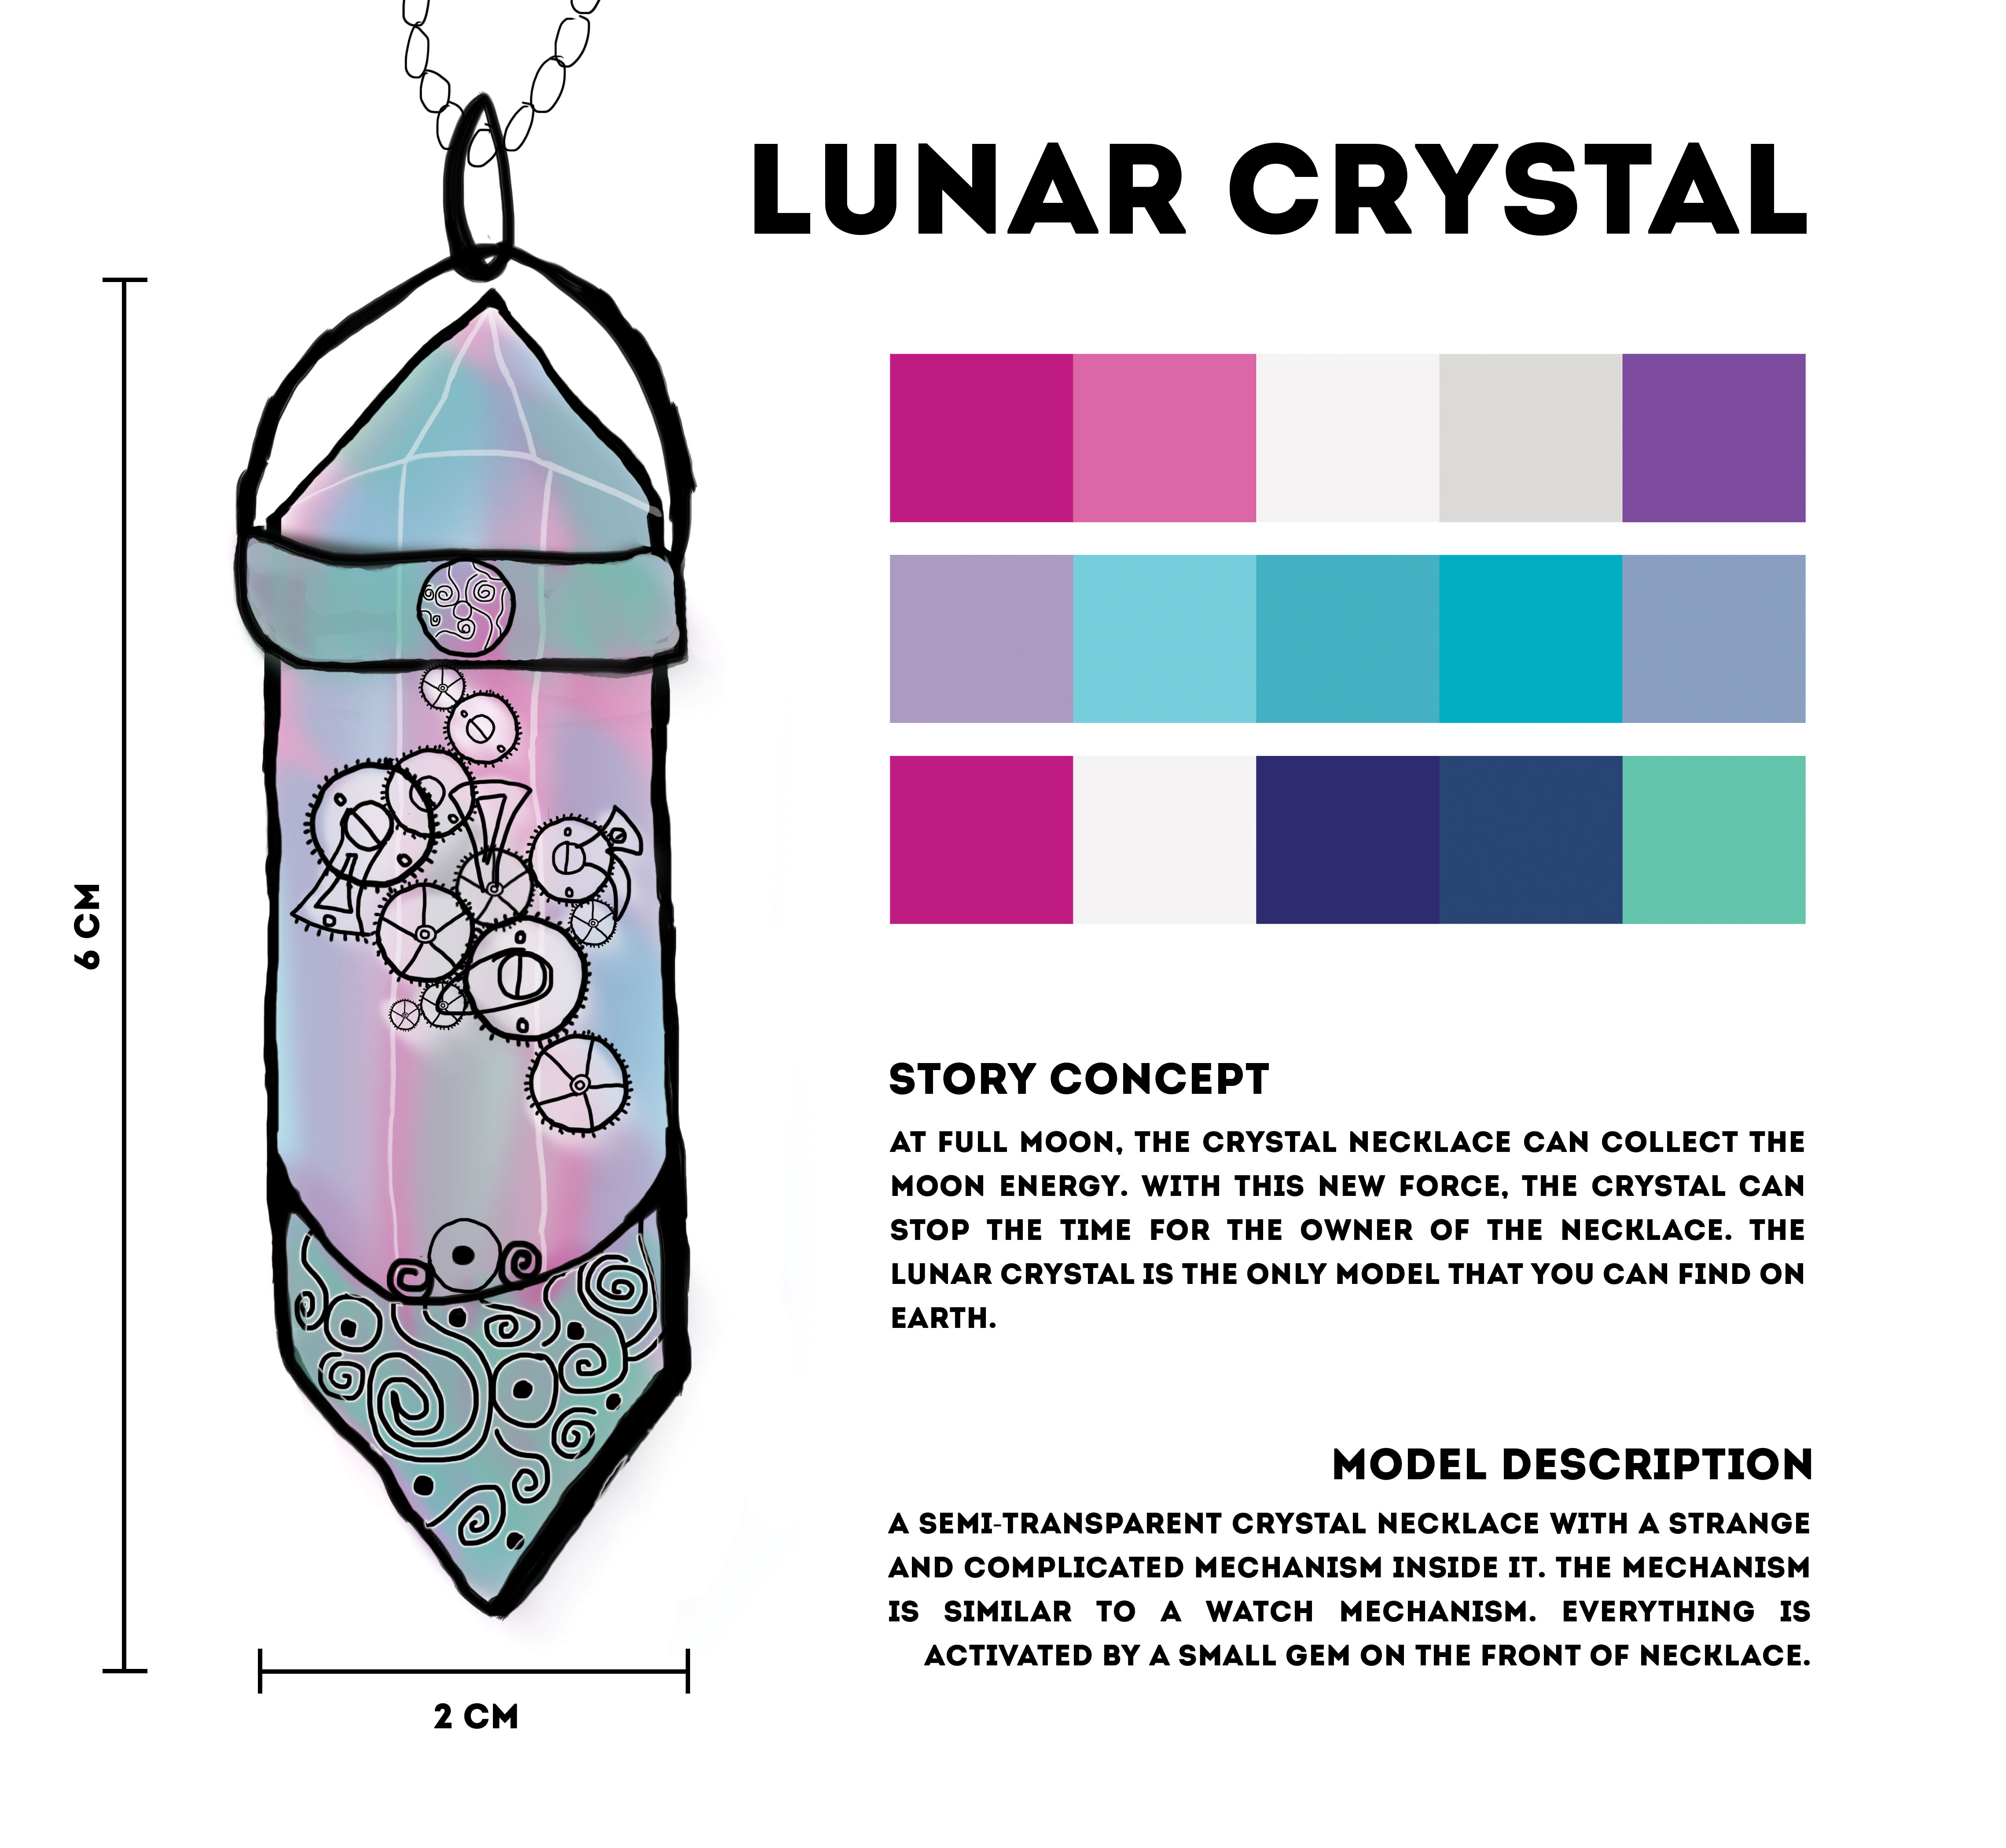 LUNAR CRYSTAL
6 CM
2 CM
STORY CONCEPT
AT FULL MOON, THE CRYSTAL NECKLACE CAN COLLECT THE
MOON ENERGY. WITH THIS NEW FORCE, THE CRYSTAL CAN
STOP THE TIME FOR THE OWNER OF THE NECKLACE. THE
LUNAR CRYSTAL IS THE ONLY MODEL THAT YOU CAN FIND ON
EARTH.
MODEL DESCRIPTION
A SEMI-TRANSPARENT CRYSTAL NECKLACE WITH A STRANGE
AND COMPLICATED MECHANISM INSIDE IT. THE MECHANISM
IS SIMILAR TO A WATCH MECHANISM. EVERYTHING IS
ACTIVATED BY A SMALL GEM ON THE FRONT OF NECKLACE.